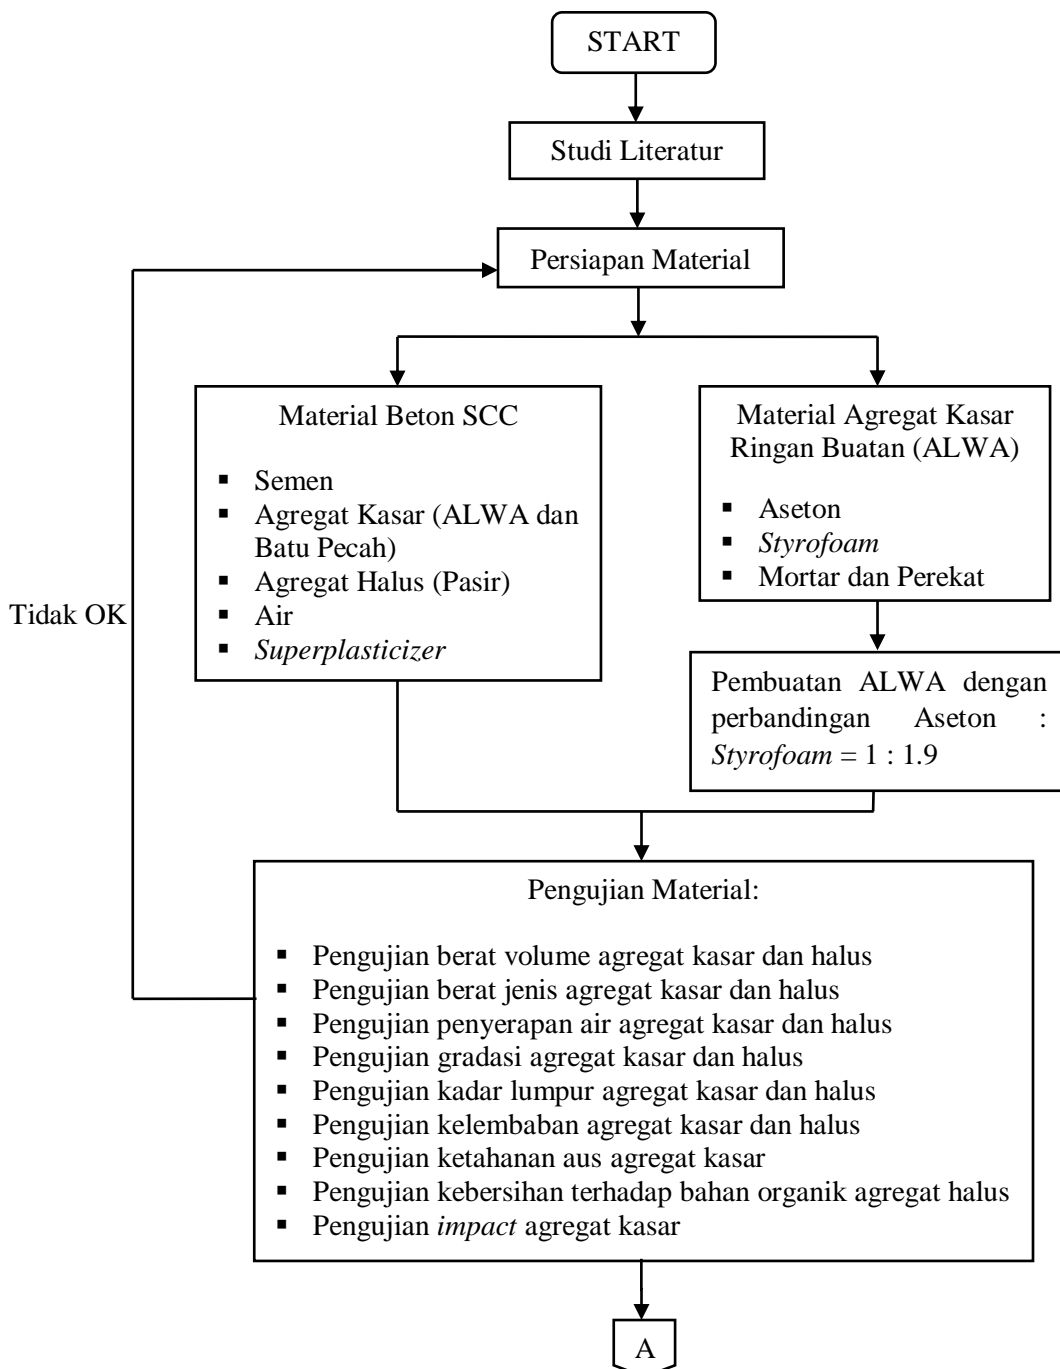 START
Studi Literatur
Persiapan Material
Material Beton SCC
▪ Semen
▪ Agregat Kasar (ALWA dan
Batu Pecah)
▪ Agregat Halus (Pasir)
▪ Air
▪ Superplasticizer
Material Agregat Kasar
Ringan Buatan (ALWA)
▪ Aseton
▪ Styrofoam
▪ Mortar dan Perekat
Tidak OK
Pembuatan ALWA dengan
perbandingan Aseton :
Styrofoam = 1 : 1.9
Pengujian Material:
▪ Pengujian berat volume agregat kasar dan halus
▪ Pengujian berat jenis agregat kasar dan halus
▪ Pengujian penyerapan air agregat kasar dan halus
▪ Pengujian gradasi agregat kasar dan halus
▪ Pengujian kadar lumpur agregat kasar dan halus
▪ Pengujian kelembaban agregat kasar dan halus
▪ Pengujian ketahanan aus agregat kasar
▪ Pengujian kebersihan terhadap bahan organik agregat halus
▪ Pengujian impact agregat kasar
A